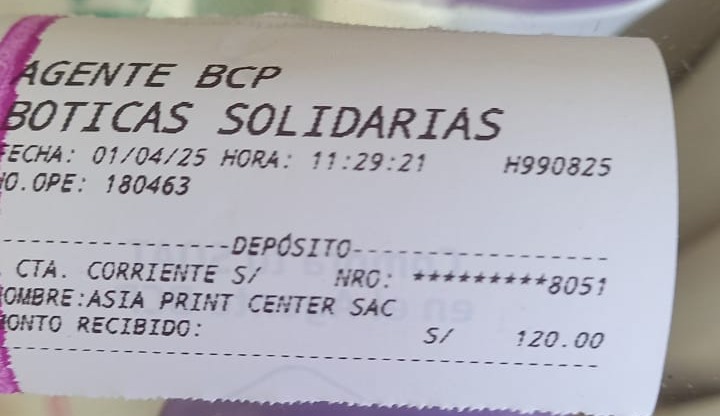 AGENTE BCP
BOTICAS SOLIDARIAS
FECHA: 01/04/25 HORA: 11:29:21 H990825
NO.OPE: 180463
----------------DEPÓSITO------------------
CTA. CORRIENTE S/ NRO: *********8051
OMBRE:ASIA PRINT CENTER SAC
MONTO RECIBIDO: S/ 120.00